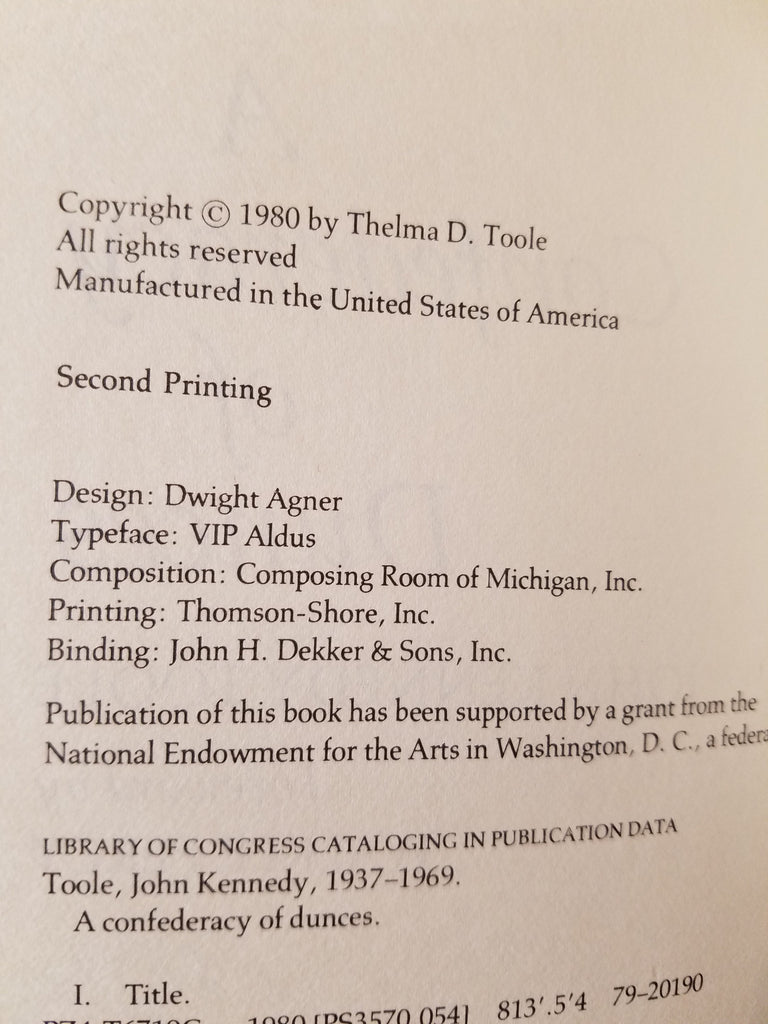 Copyright © 1980 by Thelma D. Toole
All rights reserved
Manufactured in the United States of America
Second Printing
Design: Dwight Agner
Typeface: VIP Aldus
Composition: Composing Room of Michigan, Inc.
Printing: Thomson-Shore, Inc.
Binding: John H. Dekker & Sons, Inc.
Publication of this book has been supported by a grant from the
National Endowment for the Arts in Washington, D. C., a federa
LIBRARY OF CONGRESS CATALOGING IN PUBLICATION DATA
Toole, John Kennedy, 1937–1969.
A confederacy of dunces.
I. Title.
1980 [PS3570.054] 813'.5'4 79–20190